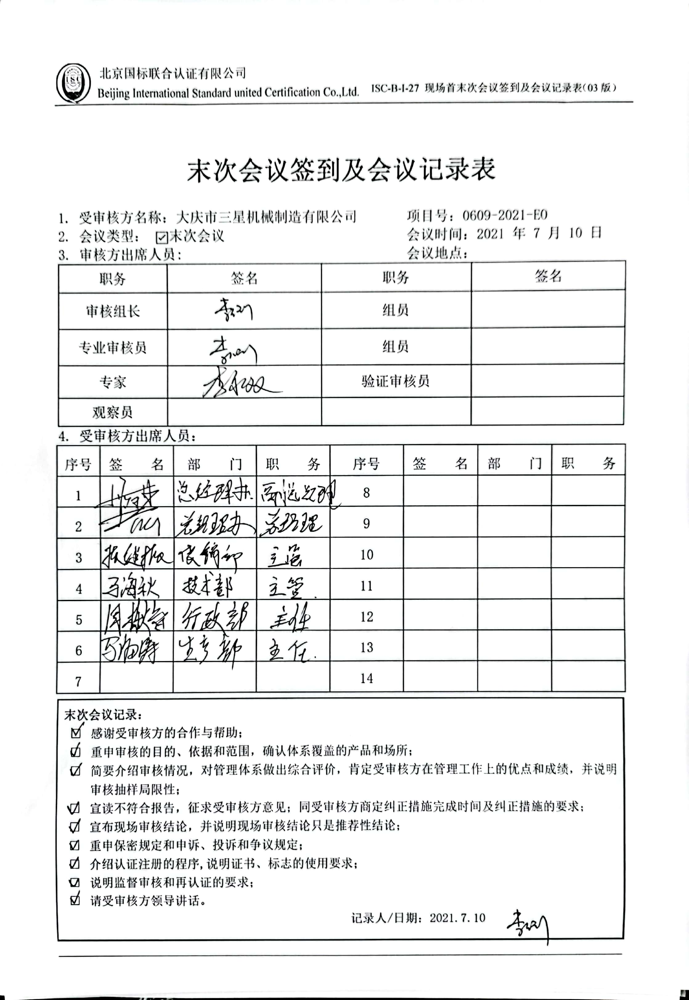 北京国标联合认证有限公司
Beijing International Standard united Certification Co.,Ltd. ISC-B-I-27 现场首末次会议签到及会议记录表(03 版)
ISC
末次会议签到及会议记录表
1. 受审核方名称：大庆市三星机械制造有限公司 项目号：0609-2021-EO
2. 会议类型： ☑末次会议 会议时间：2021 年 7 月 10 日
3. 审核方出席人员： 会议地点：
职务 签名 职务 签名
审核组长 组员
专业审核员 组员
专家 验证审核员
观察员
4. 受审核方出席人员：
序号 签 名 部 门 职 务 序号 签 名 部 门 职 务
1 总经理办 副总经理 8
2 总经理办 总经理 9
3 主管 10
4 马海秋 技术部 主管 11
5 行政部 主任 12
6 马海涛 生产部 主任 13
7 14
末次会议记录：
☑ 感谢受审核方的合作与帮助；
☑ 重申审核的目的、依据和范围，确认体系覆盖的产品和场所；
☑ 简要介绍审核情况，对管理体系做出综合评价，肯定受审核方在管理工作上的优点和成绩，并说明
审核抽样局限性；
☑ 宣读不符合报告，征求受审核方意见；同受审核方商定纠正措施完成时间及纠正措施的要求；
☑ 宣布现场审核结论，并说明现场审核结论只是推荐性结论；
☑ 重申保密规定和申诉、投诉和争议规定；
☑ 介绍认证注册的程序,说明证书、标志的使用要求；
☑ 说明监督审核和再认证的要求；
☑ 请受审核方领导讲话。
记录人/日期：2021.7.10